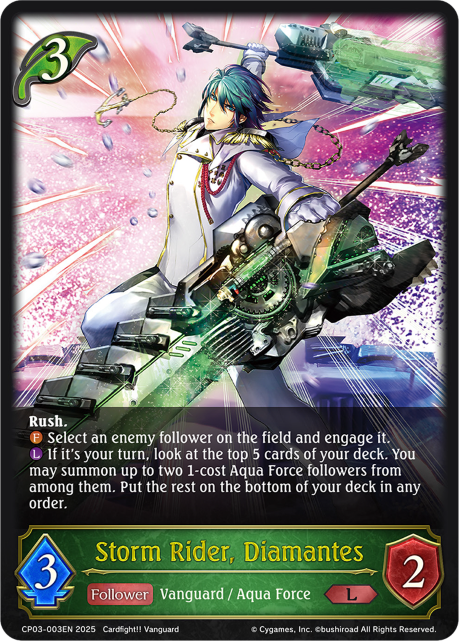 3
Rush.
F Select an enemy follower on the field and engage it.
L If it's your turn, look at the top 5 cards of your deck. You
may summon up to two 1-cost Aqua Force followers from
among them. Put the rest on the bottom of your deck in any
order.
Storm Rider, Diamantes
3
Follower Vanguard / Aqua Force L
2
CP03-003EN 2025 Cardfight!! Vanguard © Cygames, Inc. ©bushiroad All Rights Reserved.